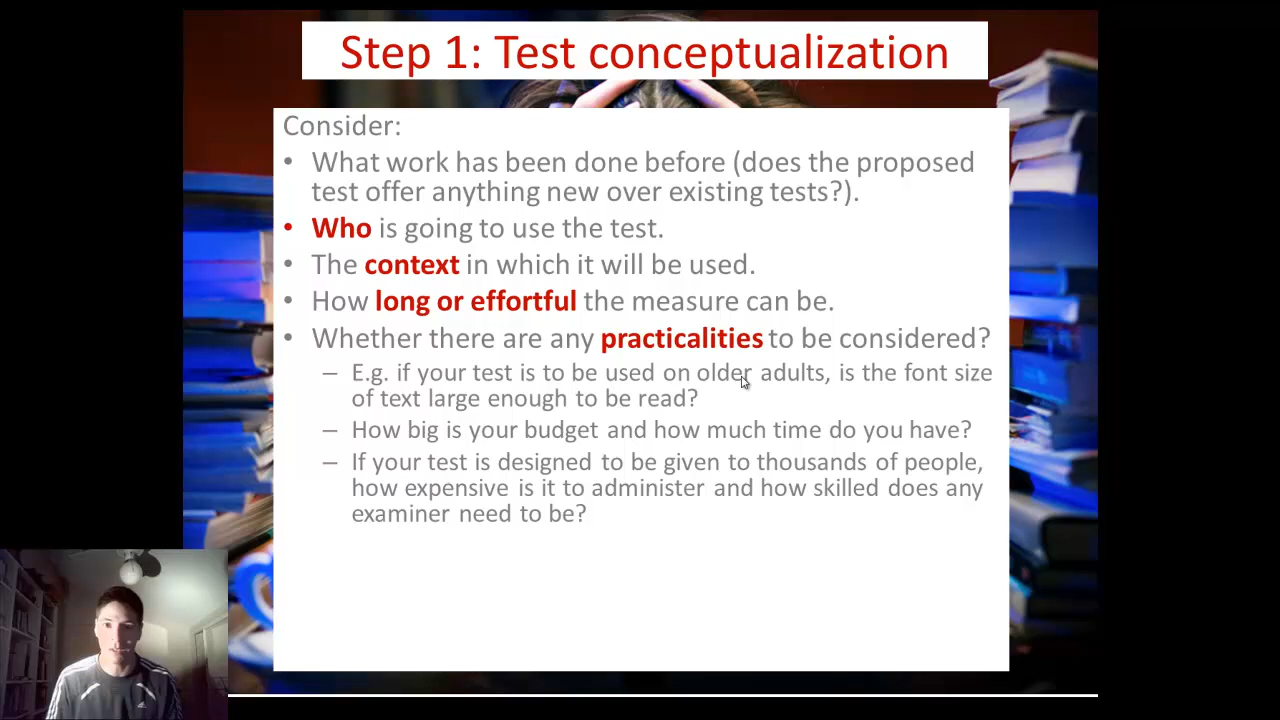 Step 1: Test conceptualization
Consider:
• What work has been done before (does the proposed
test offer anything new over existing tests?).
• Who is going to use the test.
• The context in which it will be used.
• How long or effortful the measure can be.
• Whether there are any practicalities to be considered?
– E.g. if your test is to be used on older adults, is the font size
of text large enough to be read?
– How big is your budget and how much time do you have?
– If your test is designed to be given to thousands of people,
how expensive is it to administer and how skilled does any
examiner need to be?